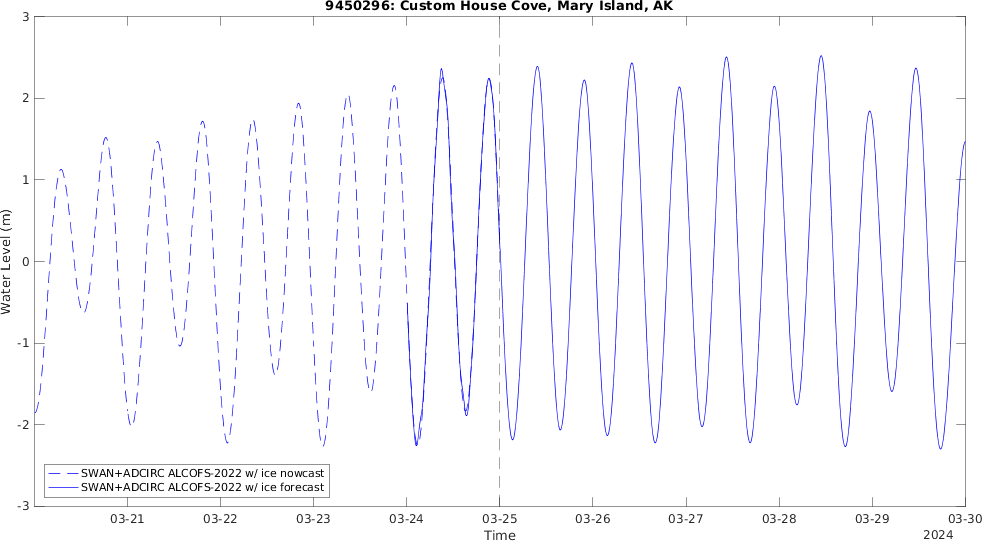 9450296: Custom House Cove, Mary Island, AK
3
2
1
0
-1
-2
-3
Water Level (m)
SWAN+ADCIRC ALCOFS-2022 w/ ice nowcast
SWAN+ADCIRC ALCOFS-2022 w/ ice forecast
03-21 03-22 03-23 03-24 03-25 03-26 03-27 03-28 03-29 03-30
Time
2024